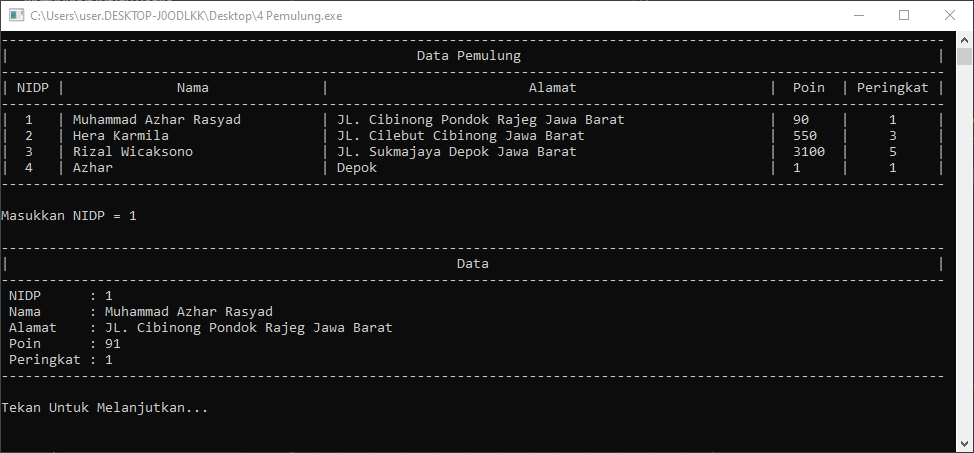 C:\Users\user.DESKTOP-J0ODLKK\Desktop\4 Pemulung.exe
Data Pemulung
| NIDP | Nama | Alamat | Poin | Peringkat |
| 1 | Muhammad Azhar Rasyad | JL. Cibinong Pondok Rajeg Jawa Barat | 90 | 1 |
| 2 | Hera Karmila | JL. Cilebut Cibinong Jawa Barat | 550 | 3 |
| 3 | Rizal Wicaksono | JL. Sukmajaya Depok Jawa Barat | 3100 | 5 |
| 4 | Azhar | Depok | 1 | 1 |
Masukkan NIDP = 1
Data
NIDP : 1
Nama : Muhammad Azhar Rasyad
Alamat : JL. Cibinong Pondok Rajeg Jawa Barat
Poin : 91
Peringkat : 1
Tekan Untuk Melanjutkan...